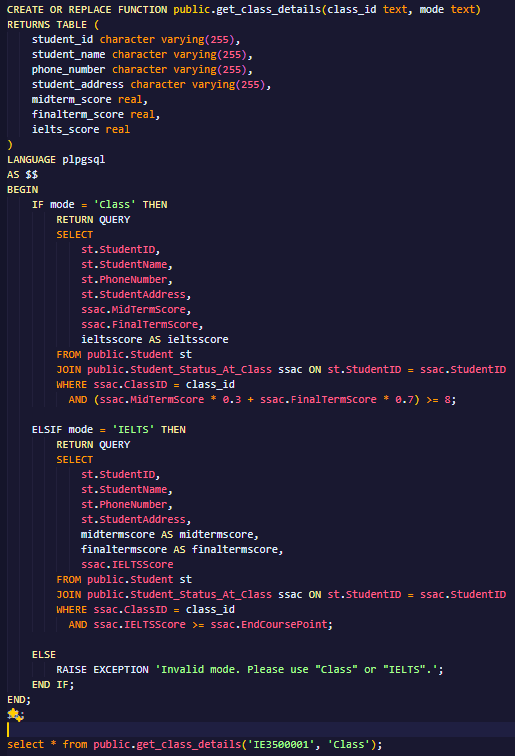 CREATE OR REPLACE FUNCTION public.get_class_details(class_id text, mode text)
RETURNS TABLE (
    student_id character varying(255),
    student_name character varying(255),
    phone_number character varying(255),
    student_address character varying(255),
    midterm_score real,
    finalterm_score real,
    ielts_score real
)
LANGUAGE plpgsql
AS $$
BEGIN
    IF mode = 'Class' THEN
        RETURN QUERY
        SELECT
            st.StudentID,
            st.StudentName,
            st.PhoneNumber,
            st.StudentAddress,
            ssac.MidTermScore,
            ssac.FinalTermScore,
            ieltsscore AS ieltsscore
        FROM public.Student st
        JOIN public.Student_Status_At_Class ssac ON st.StudentID = ssac.StudentID
        WHERE ssac.ClassID = class_id
          AND (ssac.MidTermScore * 0.3 + ssac.FinalTermScore * 0.7) >= 8;

    ELSIF mode = 'IELTS' THEN
        RETURN QUERY
        SELECT
            st.StudentID,
            st.StudentName,
            st.PhoneNumber,
            st.StudentAddress,
            midtermscore AS midtermscore,
            finaltermscore AS finaltermscore,
            ssac.IELTSScore
        FROM public.Student st
        JOIN public.Student_Status_At_Class ssac ON st.StudentID = ssac.StudentID
        WHERE ssac.ClassID = class_id
          AND ssac.IELTSScore >= ssac.EndCoursePoint;

    ELSE
        RAISE EXCEPTION 'Invalid mode. Please use "Class" or "IELTS".';
    END IF;
END;
select * from public.get_class_details('IE3500001', 'Class');